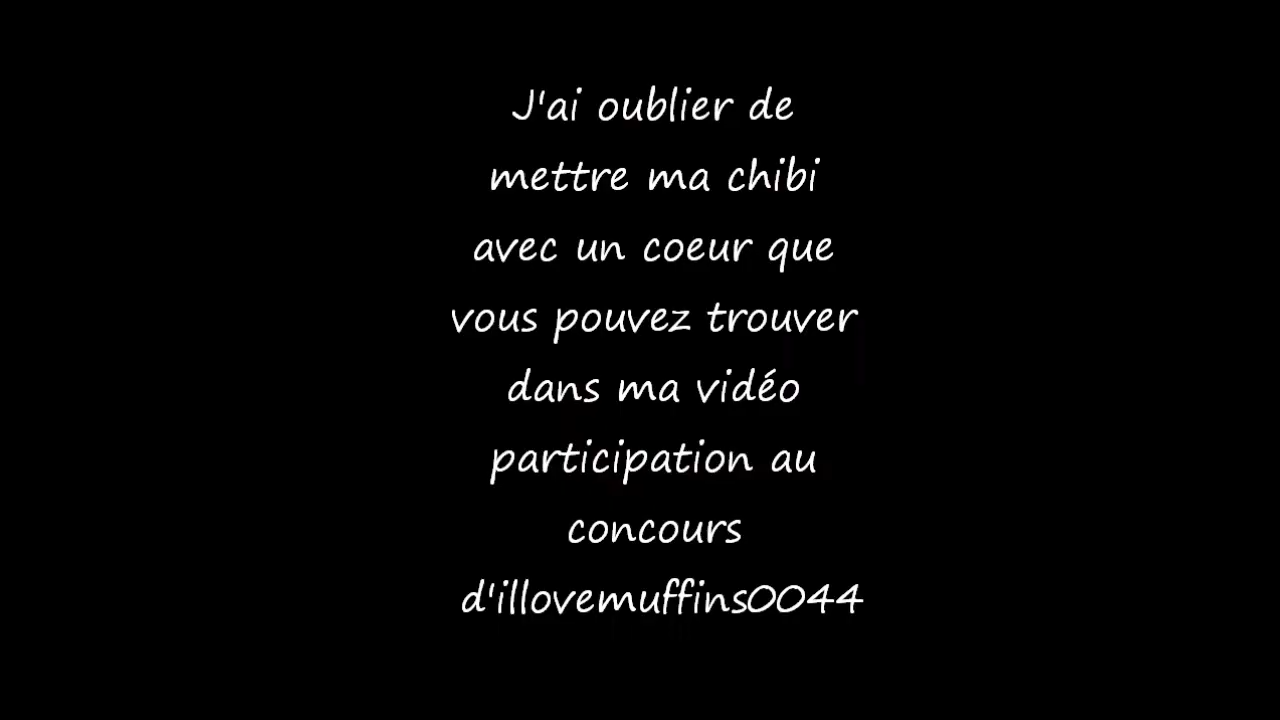 J'ai oublier de
mettre ma chibi
avec un coeur que
vous pouvez trouver
dans ma vidéo
participation au
concours
d'illovemuffins0044